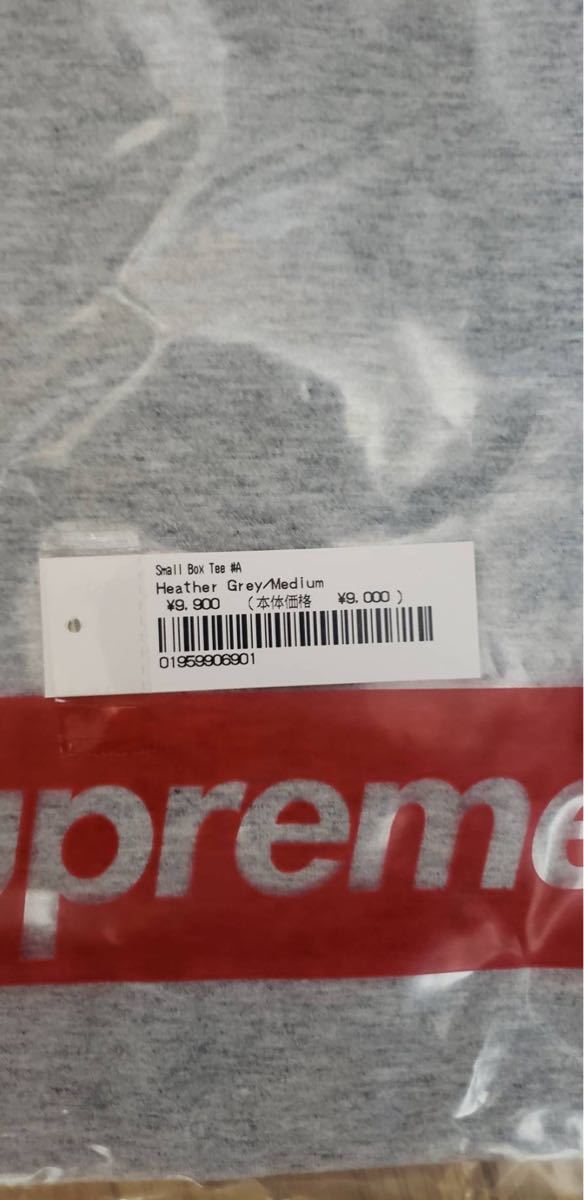 Small Box Tee #A
Heather Grey/Medium
¥9.900 (本体価格 ¥9.000 )
01959906901
upreme